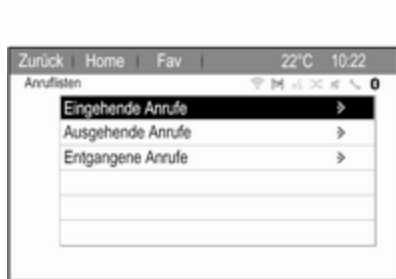 Zurück Home Fav 22°C 10:22
Anruflisten
Eingehende Anrufe
Ausgehende Anrufe
Entgangene Anrufe